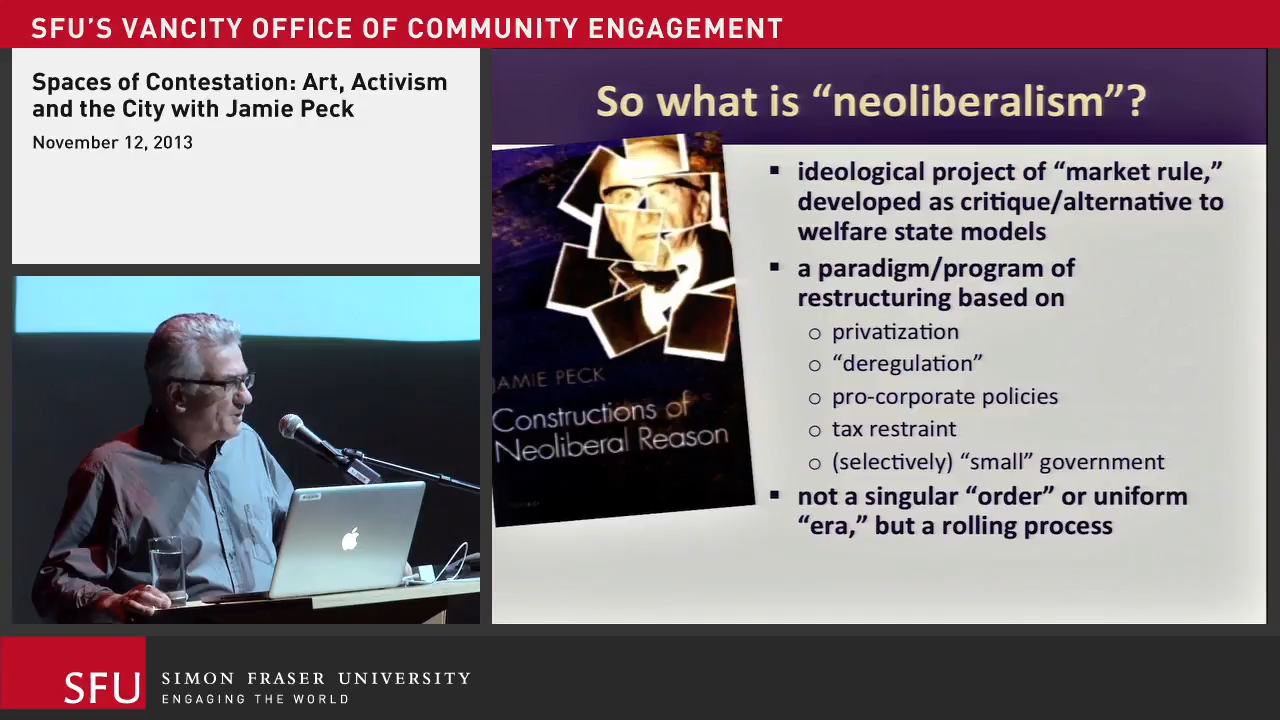 SFU'S VANCITY OFFICE OF COMMUNITY ENGAGEMENT
Spaces of Contestation: Art, Activism
and the City with Jamie Peck
November 12, 2013
So what is “neoliberalism”?
JAMIE PECK
Constructions of
Neoliberal Reason
▪ ideological project of “market rule,”
developed as critique/alternative to
welfare state models
▪ a paradigm/program of
restructuring based on
o privatization
o “deregulation”
o pro-corporate policies
o tax restraint
o (selectively) “small” government
▪ not a singular “order” or uniform
“era,” but a rolling process
SFU
SIMON FRASER UNIVERSITY
ENGAGING THE WORLD